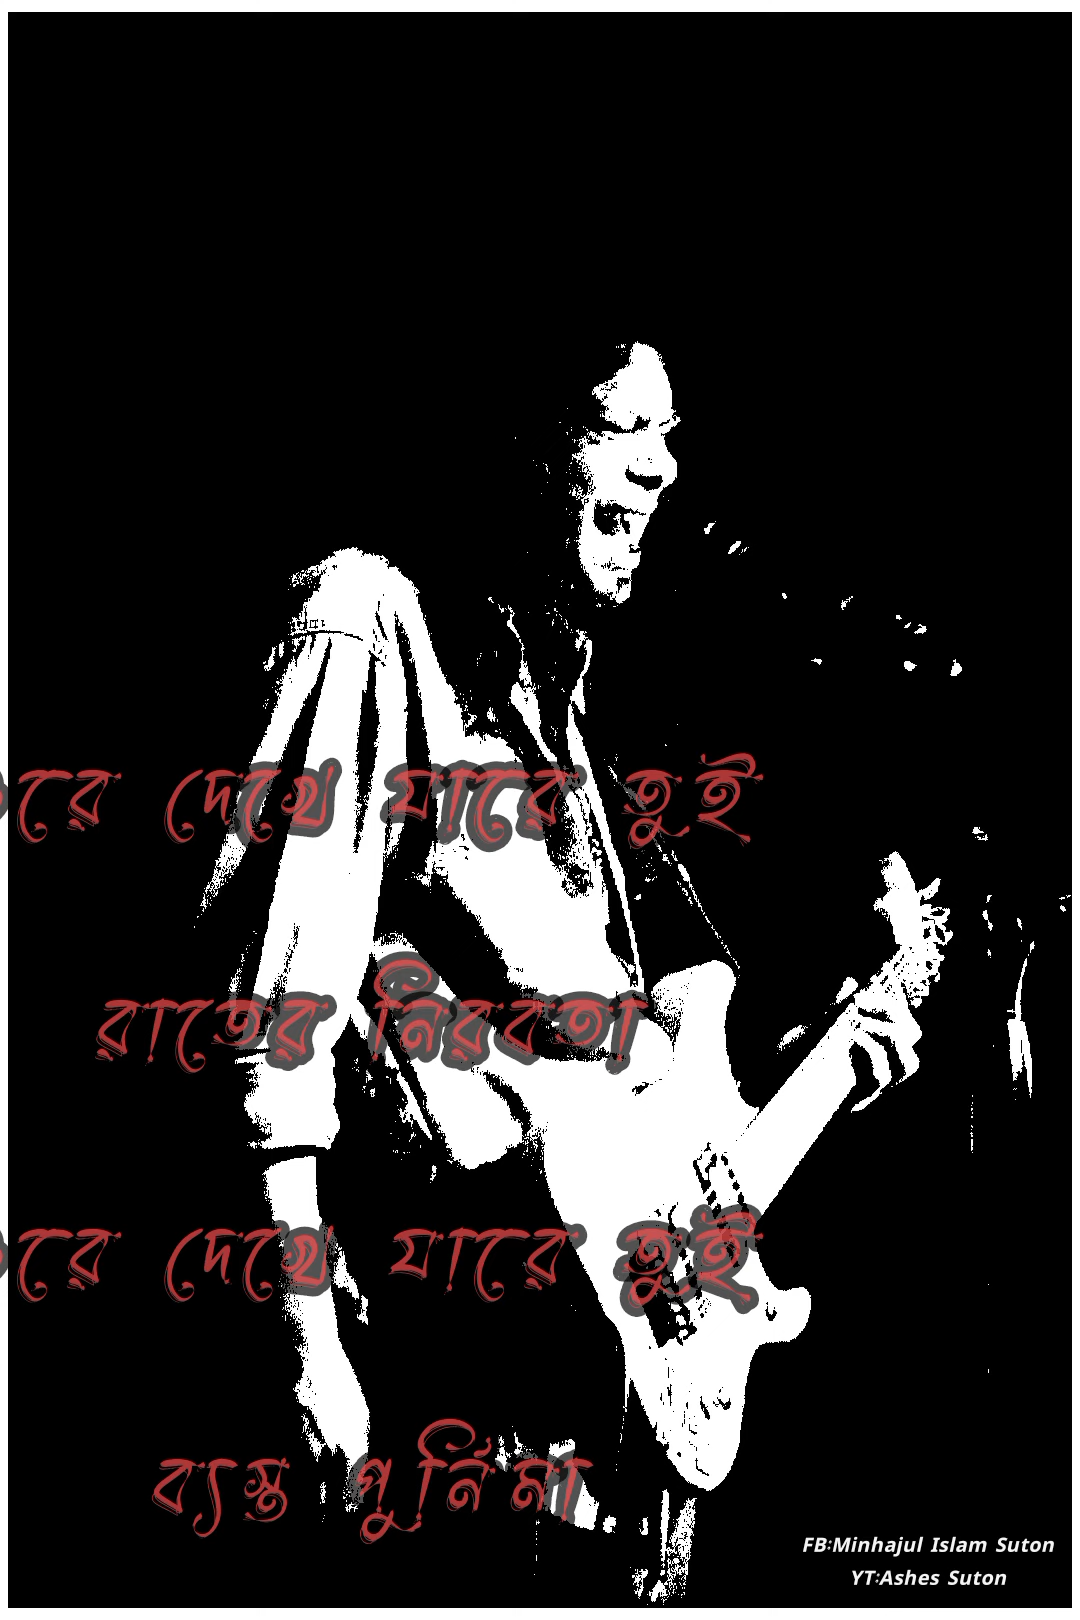 রে দেখে যারে তুই
রাতের নিরবতা
রে দেখে যারে তুই
ব্যস্ত পুর্নিমা
FB:Minhajul Islam Suton
YT:Ashes Suton